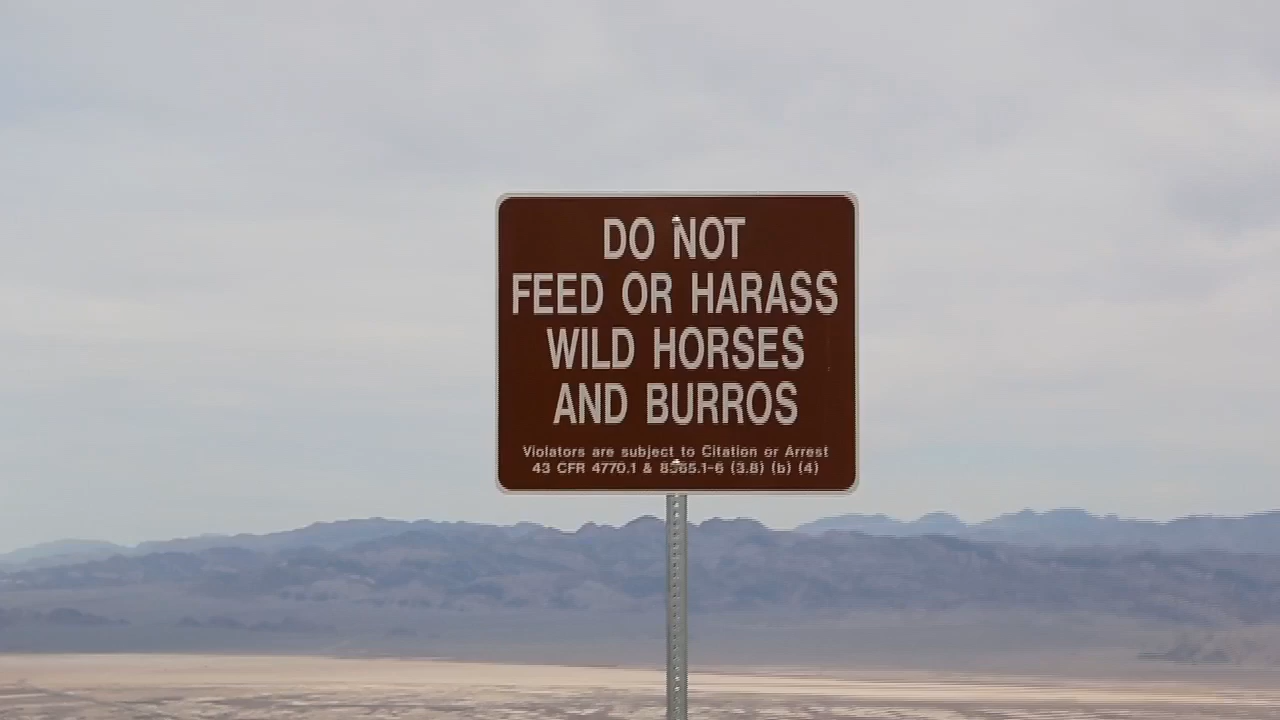 DO NOT
FEED OR HARASS
WILD HORSES
AND BURROS
Violators are subject to Citation or Arrest
43 CFR 4770.1 & 8365.1-6 (3.8) (b) (4)